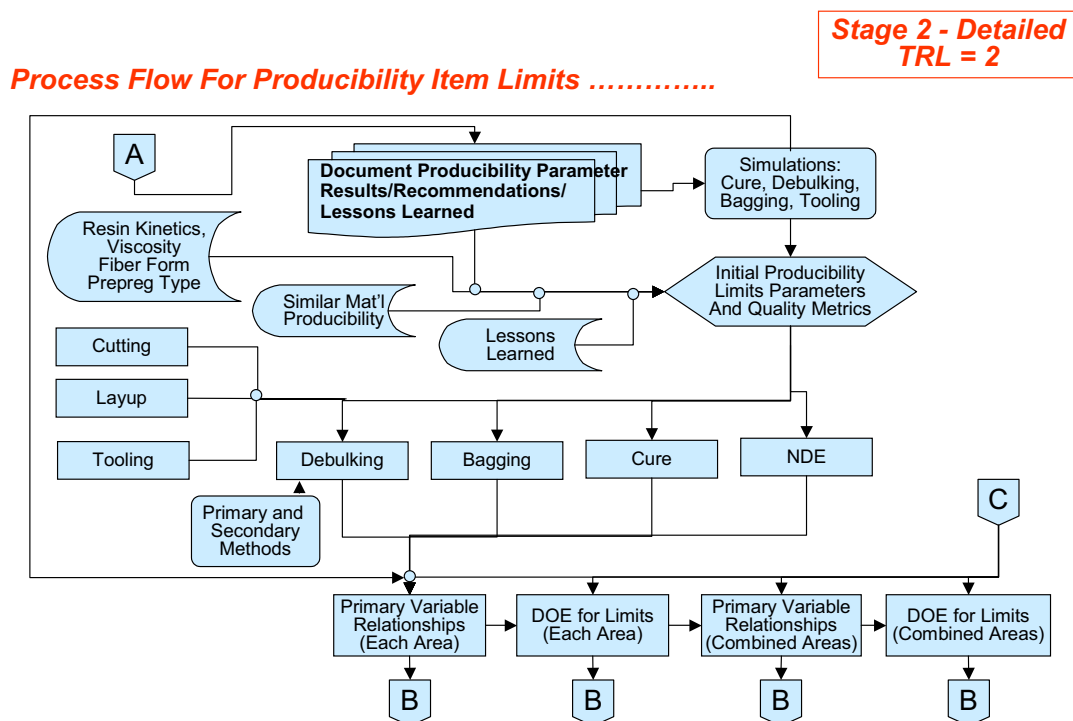 Stage 2 - Detailed
TRL = 2
Process Flow For Producibility Item Limits …………..
A
Document Producibility Parameter
Results/Recommendations/
Lessons Learned
Simulations:
Cure, Debulking,
Bagging, Tooling
Resin Kinetics,
Viscosity
Fiber Form
Prepreg Type
Initial Producibility
Limits Parameters
And Quality Metrics
Similar Mat'l
Producibility
Lessons
Learned
Cutting
Layup
Tooling
Debulking
Bagging
Cure
NDE
Primary and
Secondary
Methods
C
Primary Variable
Relationships
(Each Area)
DOE for Limits
(Each Area)
Primary Variable
Relationships
(Combined Areas)
DOE for Limits
(Combined Areas)
B
B
B
B